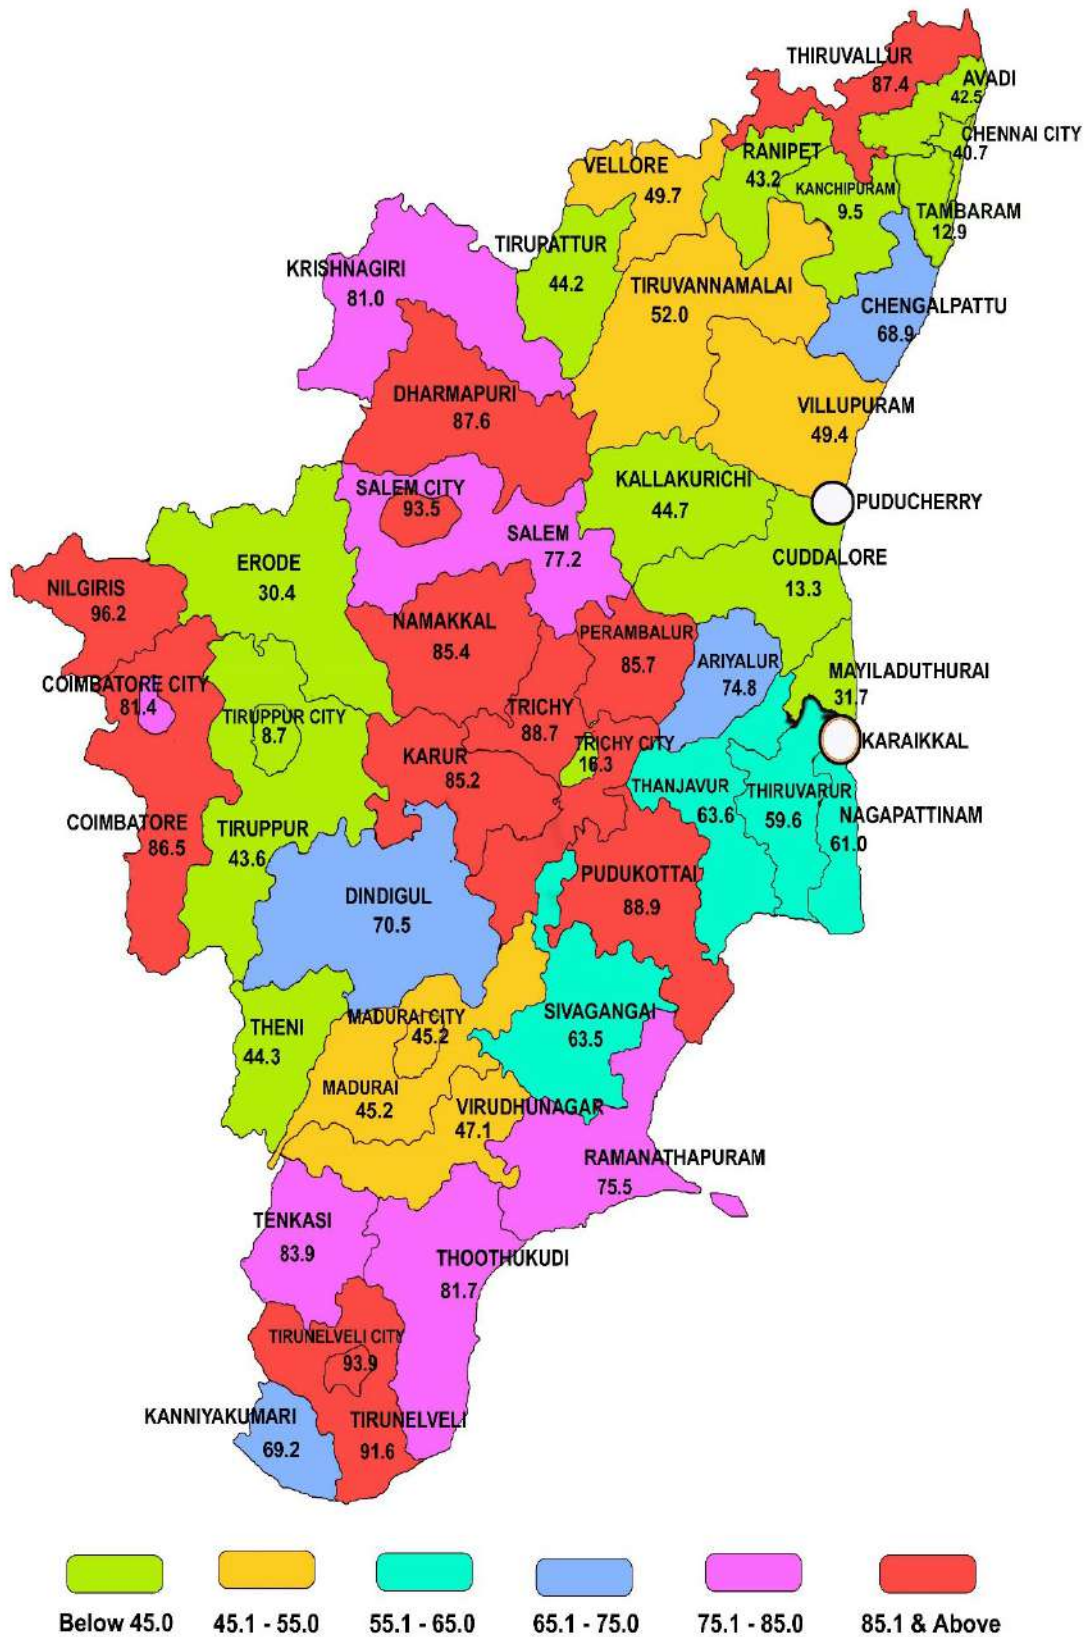 THIRUVALLUR
87.4
AVADI
42.5
CHENNAI CITY
40.7
VELLORE
49.7
RANIPET
43.2
KANCHIPURAM
9.5
TAMBARAM
12.9
TIRUPATTUR
44.2
KRISHNAGIRI
81.0
TIRUVANNAMALAI
52.0
CHENGALPATTU
68.9
DHARMAPURI
87.6
VILLUPURAM
49.4
SALEM CITY
93.5
KALLAKURICHI
44.7
PUDUCHERRY
SALEM
77.2
CUDDALORE
13.3
ERODE
30.4
NILGIRIS
96.2
NAMAKKAL
85.4
PERAMBALUR
85.7
ARIYALUR
74.8
MAYILADUTHURAI
31.7
COIMBATORE CITY
81.4
TIRUPPUR CITY
8.7
TRICHY
88.7
TRICHY CITY
16.3
KARAIKKAL
KARUR
85.2
THANJAVUR
63.6
THIRUVARUR
59.6
NAGAPATTINAM
61.0
COIMBATORE
86.5
TIRUPPUR
43.6
DINDIGUL
70.5
PUDUKOTTAI
88.9
THENI
44.3
MADURAI CITY
45.2
SIVAGANGAI
63.5
MADURAI
45.2
VIRUDHUNAGAR
47.1
RAMANATHAPURAM
75.5
TENKASI
83.9
THOOTHUKUDI
81.7
TIRUNELVELI CITY
93.9
KANNIYAKUMARI
69.2
TIRUNELVELI
91.6
Below 45.0
45.1 - 55.0
55.1 - 65.0
65.1 - 75.0
75.1 - 85.0
85.1 & Above